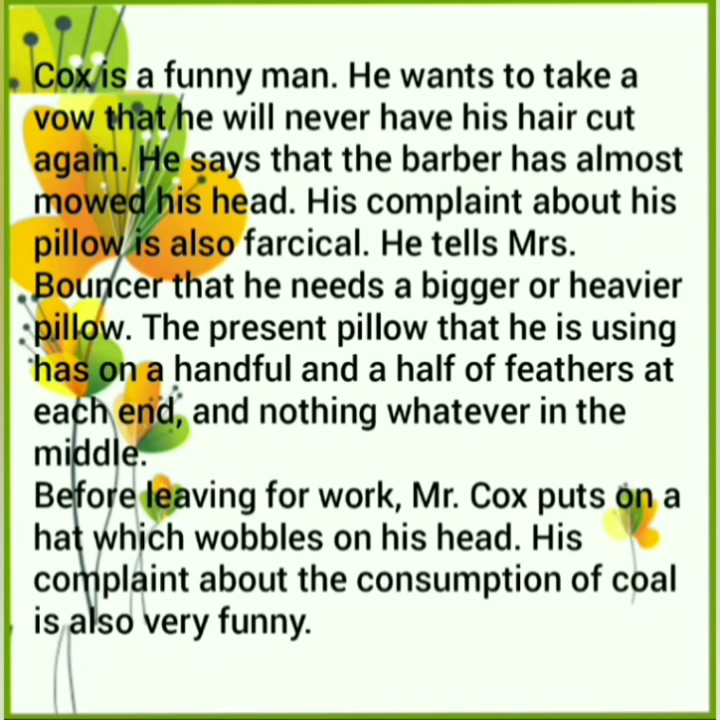 Cox is a funny man. He wants to take a
vow that he will never have his hair cut
again. He says that the barber has almost
mowed his head. His complaint about his
pillow is also farcical. He tells Mrs.
Bouncer that he needs a bigger or heavier
pillow. The present pillow that he is using
has on a handful and a half of feathers at
each end, and nothing whatever in the
middle.
Before leaving for work, Mr. Cox puts on a
hat which wobbles on his head. His
complaint about the consumption of coal
is also very funny.